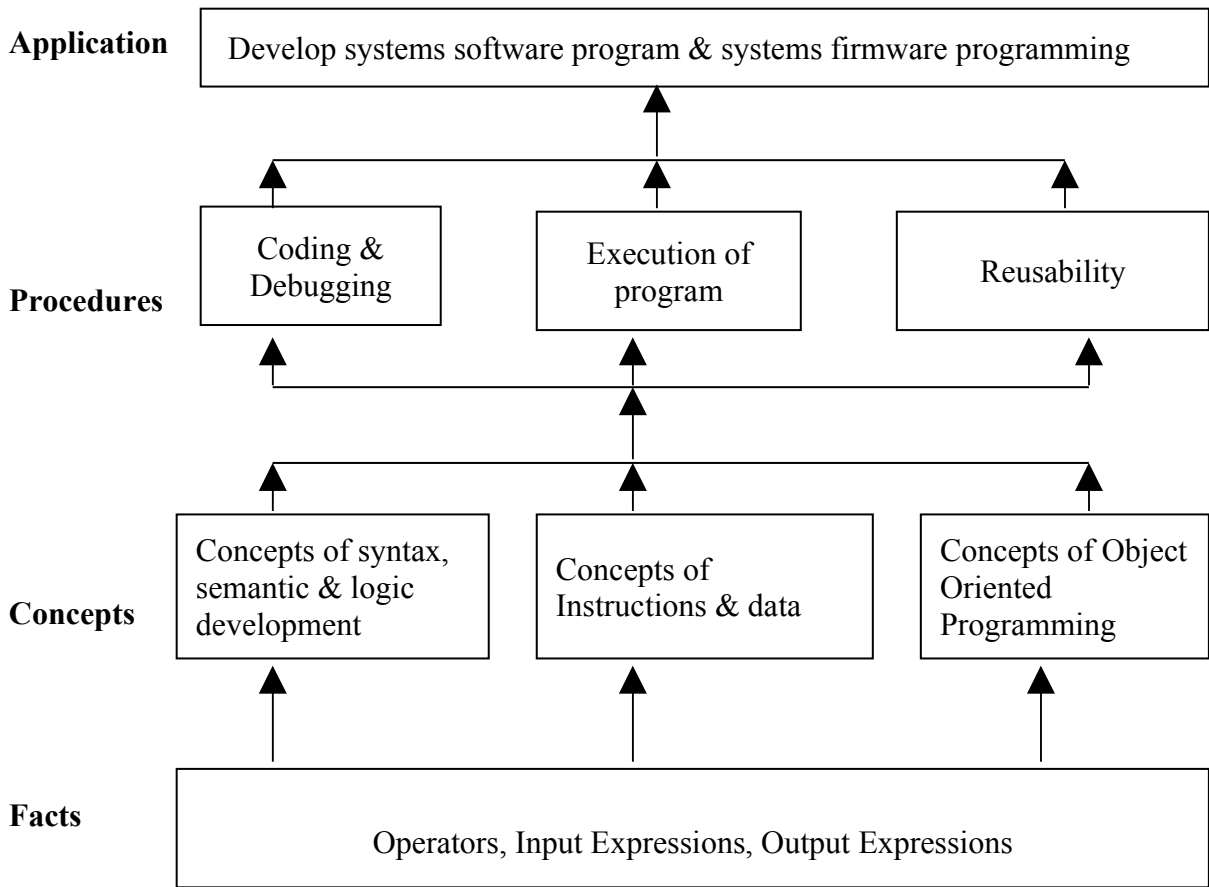 Application
Develop systems software program & systems firmware programming
Procedures
Coding &
Debugging
Execution of
program
Reusability
Concepts
Concepts of syntax,
semantic & logic
development
Concepts of
Instructions & data
Concepts of Object
Oriented
Programming
Facts
Operators, Input Expressions, Output Expressions